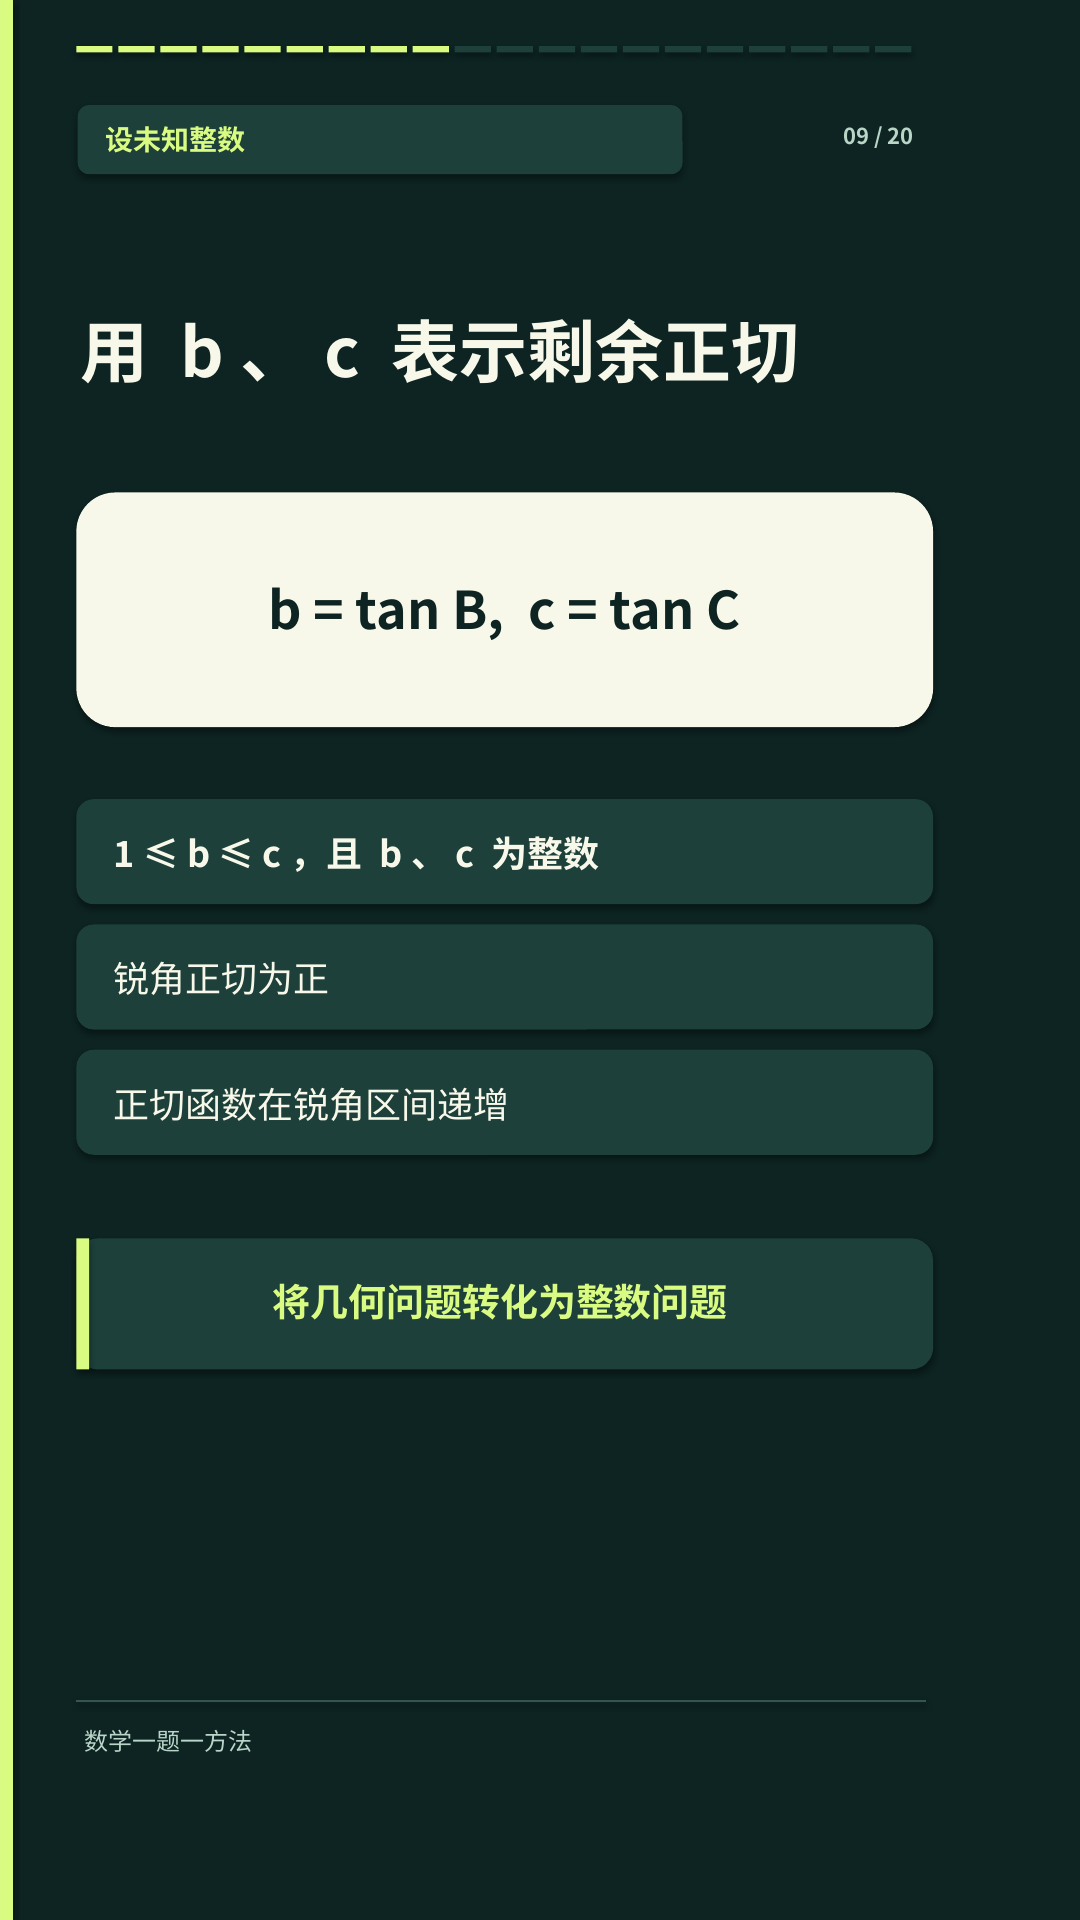 设未知整数
09 / 20
用 b、c 表示剩余正切
b = tan B, c = tan C
1 ⩽ b ⩽ c，且 b、c 为整数
锐角正切为正
正切函数在锐角区间递增
将几何问题转化为整数问题
数学一题一方法